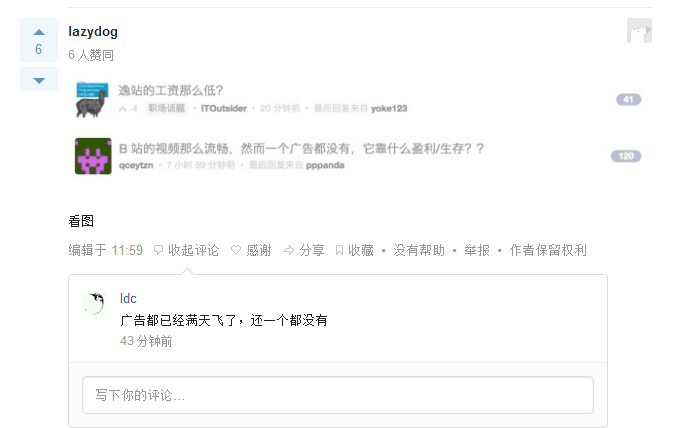 lazydog
6
6 人赞同
逸站的工资那么低？
4 职场话题 • ITOutsider • 20 分钟前 • 最后回复来自 yoke123
41
B 站的视频那么流畅，然而一个广告都没有，它靠什么盈利/生存？？
qceytzn • 7 小时 59 分钟前 • 最后回复来自 pppanda
120
看图
编辑于 11:59 收起评论 感谢 分享 收藏 • 没有帮助 • 举报 • 作者保留权利
ldc
广告都已经满天飞了，还一个都没有
43 分钟前
写下你的评论…